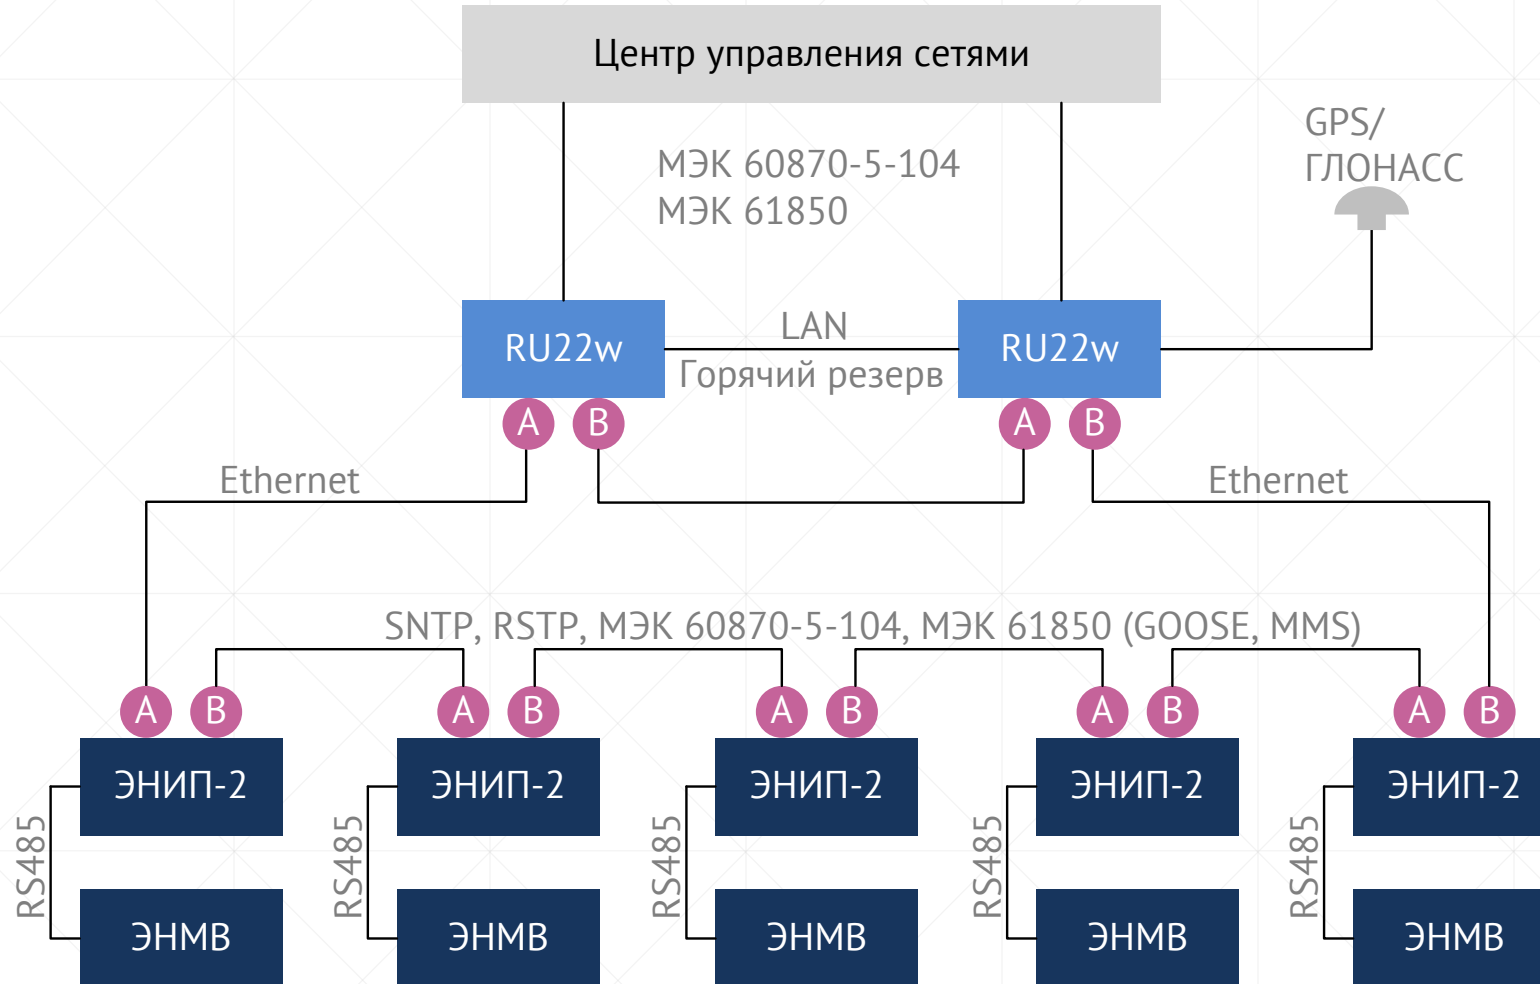 Центр управления сетями
GPS/
ГЛОНАСС
МЭК 60870-5-104
МЭК 61850
RU22w
LAN
Горячий резерв
RU22w
A
B
A
B
Ethernet
Ethernet
SNTP, RSTP, МЭК 60870-5-104, МЭК 61850 (GOOSE, MMS)
A
B
A
B
A
B
A
B
A
B
ЭНИП-2
ЭНИП-2
ЭНИП-2
ЭНИП-2
ЭНИП-2
RS485
RS485
RS485
RS485
RS485
ЭНМВ
ЭНМВ
ЭНМВ
ЭНМВ
ЭНМВ